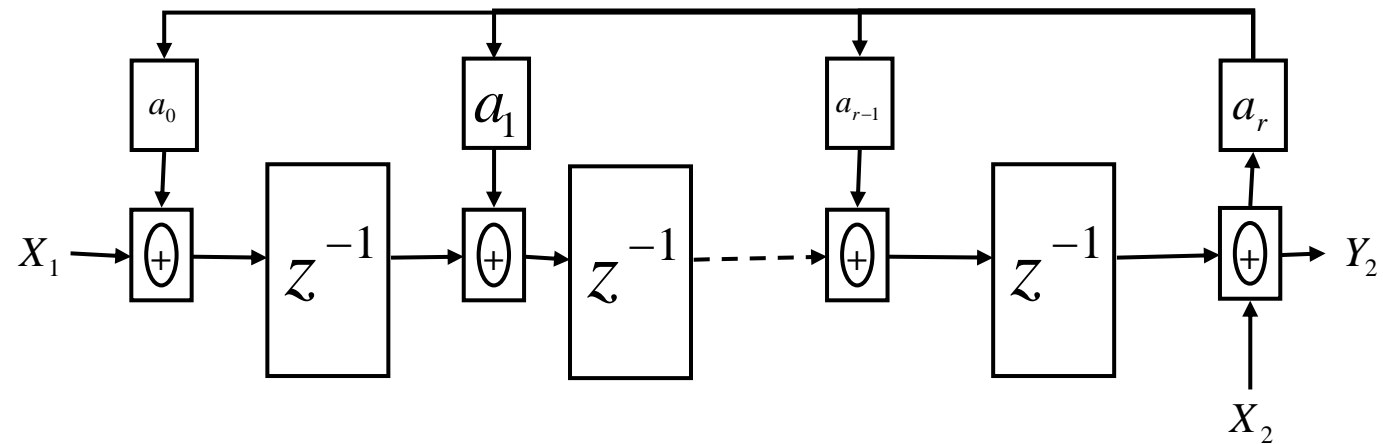 a₀ a₁ aᵣ₋₁ aᵣ
X₁ + z⁻¹ + z⁻¹ + z⁻¹ + Y₂
X₂